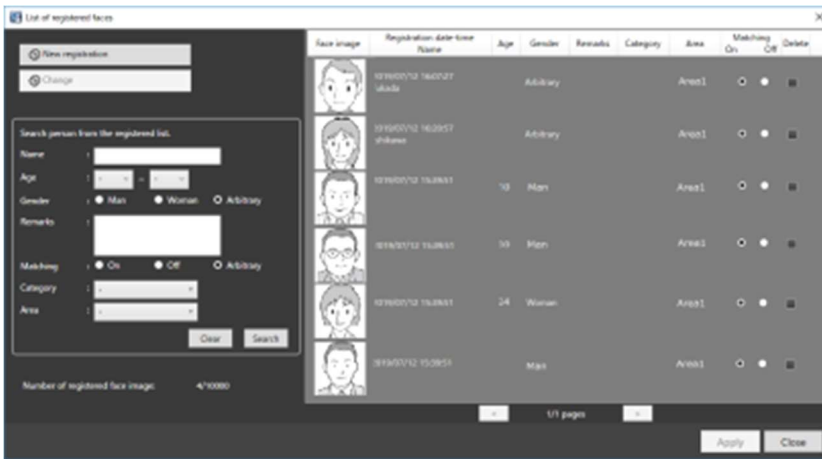 List of registered faces
New registration
Change
Search person from the registered list.
Name :
Age : - ~ -
Gender : Man Woman Arbitrary
Remarks :
Matching : On Off Arbitrary
Category : -
Area : -
Clear Search
Number of registered face image: 4/10000
Face image Registration date-time Name Age Gender Remarks Category Area Matching On Off Delete
Arbitrary Area1
Arbitrary Area1
Man Area1
Man Area1
Woman Area1
Man Area1
1/1 pages
Apply Close